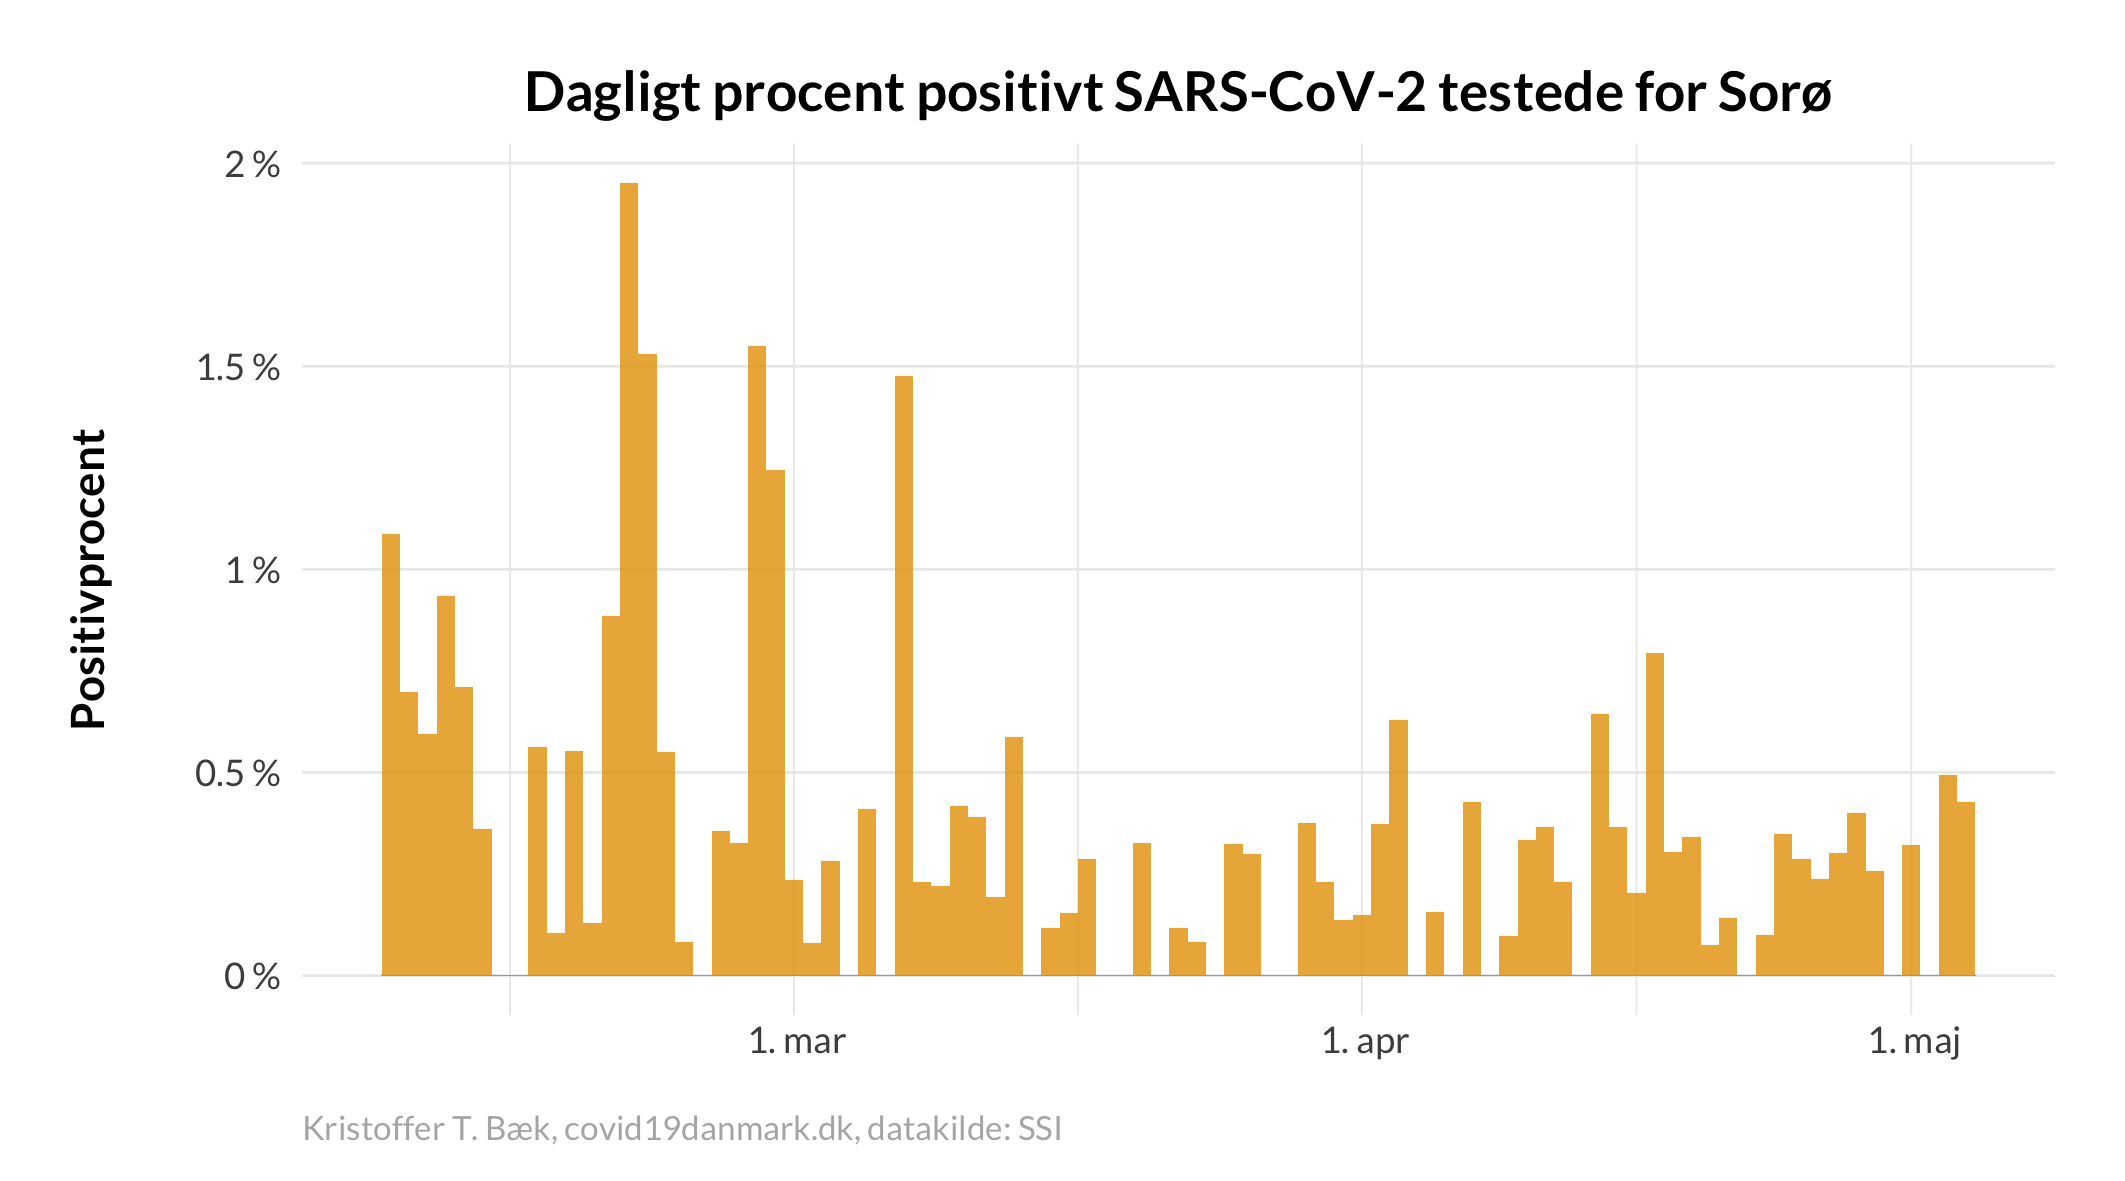 Dagligt procent positivt SARS-CoV-2 testede for Sorø
Positivprocent
2 %
1.5 %
1 %
0.5 %
0 %
1. mar
1. apr
1. maj
Kristoffer T. Bæk, covid19danmark.dk, datakilde: SSI